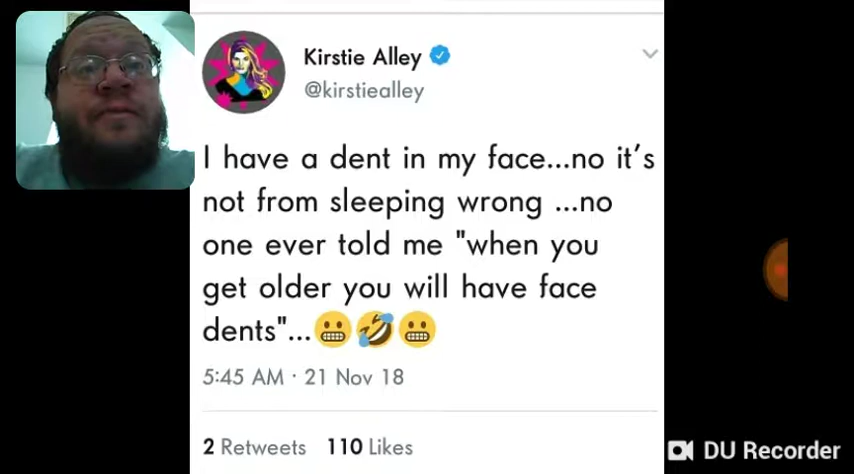 Kirstie Alley
@kirstiealley
I have a dent in my face...no it's
not from sleeping wrong ...no
one ever told me "when you
get older you will have face
dents"...😬🤣😬
5:45 AM · 21 Nov 18
2 Retweets 110 Likes
DU Recorder